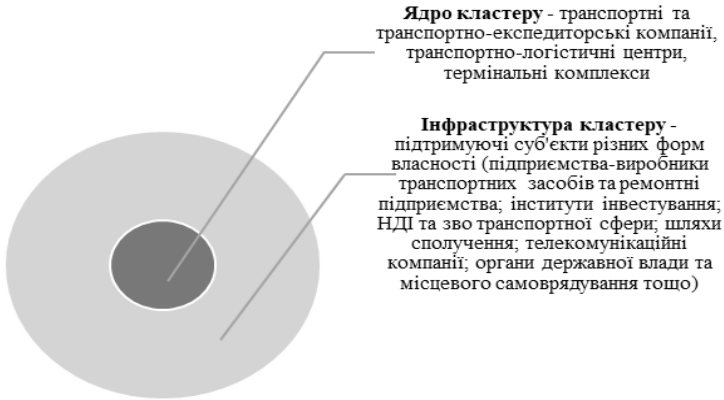 Ядро кластеру - транспортні та
транспортно-експедиторські компанії,
транспортно-логістичні центри,
термінальні комплекси
Інфраструктура кластеру -
підтримуючі суб'єкти різних форм
власності (підприємства-виробники
транспортних засобів та ремонтні
підприємства; інститути інвестування;
НДІ та зво транспортної сфери; шляхи
сполучення; телекомунікаційні
компанії; органи державної влади та
місцевого самоврядування тощо)